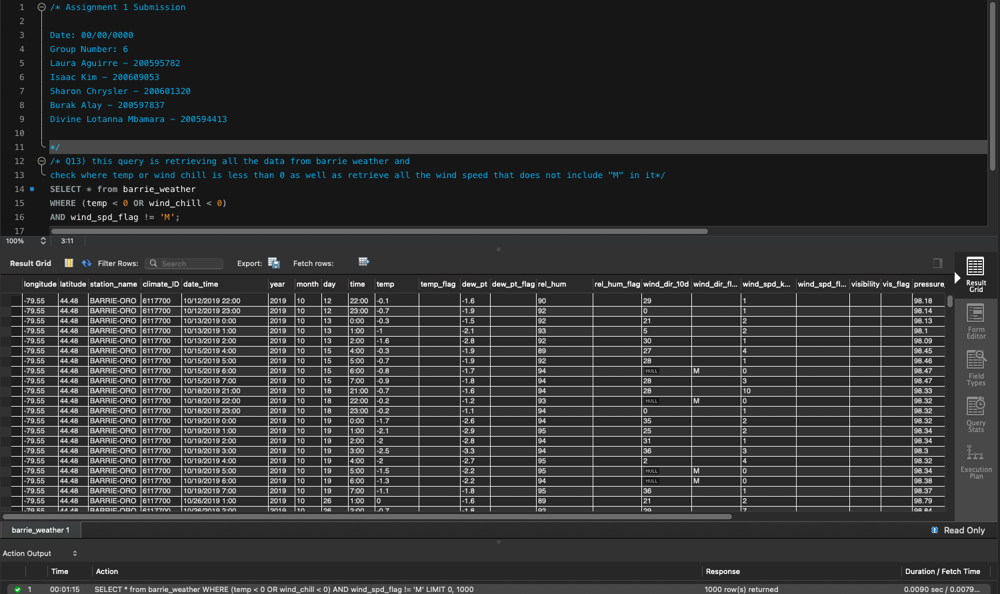 1 /* Assignment 1 Submission
2
3 Date: 00/00/0000
4 Group Number: 6
5 Laura Aguirre – 200595782
6 Isaac Kim – 200609053
7 Sharon Chrysler – 200601320
8 Burak Alay – 200597837
9 Divine Lotanna Mbamara – 200594413
10
11 */
12 /* Q13) this query is retrieving all the data from barrie weather and
13 check where temp or wind chill is less than 0 as well as retrieve all the wind speed that does not include "M" in it*/
14 SELECT * from barrie_weather
15 WHERE (temp < 0 OR wind_chill < 0)
16 AND wind_spd_flag != 'M';
17
100% 3:11
Result Grid Filter Rows: Search Export: Fetch rows:
longitude latitude station_name climate_ID date_time year month day time temp temp_flag dew_pt dew_pt_flag rel_hum rel_hum_flag wind_dir_10d wind_dir_fl... wind_spd_k... wind_spd_fl... visibility vis_flag pressure_
-79.55 44.48 BARRIE-ORO 6117700 10/12/2019 22:00 2019 10 12 22:00 -0.1 -1.6 90 29 1 98.18
-79.55 44.48 BARRIE-ORO 6117700 10/12/2019 23:00 2019 10 12 23:00 -0.7 -1.9 92 0 1 98.14
-79.55 44.48 BARRIE-ORO 6117700 10/13/2019 0:00 2019 10 13 0:00 -0.3 -1.5 92 21 2 98.13
-79.55 44.48 BARRIE-ORO 6117700 10/13/2019 1:00 2019 10 13 1:00 -1 -2.1 93 5 2 98.1
-79.55 44.48 BARRIE-ORO 6117700 10/13/2019 2:00 2019 10 13 2:00 -1.6 -2.8 92 30 1 98.09
-79.55 44.48 BARRIE-ORO 6117700 10/15/2019 4:00 2019 10 15 4:00 -0.3 -1.9 89 27 4 98.45
-79.55 44.48 BARRIE-ORO 6117700 10/15/2019 5:00 2019 10 15 5:00 -0.7 -1.9 92 28 1 98.46
-79.55 44.48 BARRIE-ORO 6117700 10/15/2019 6:00 2019 10 15 6:00 -0.8 -1.7 94 NULL M 0 98.47
-79.55 44.48 BARRIE-ORO 6117700 10/15/2019 7:00 2019 10 15 7:00 -0.9 -1.8 94 28 3 98.47
-79.55 44.48 BARRIE-ORO 6117700 10/18/2019 21:00 2019 10 18 21:00 -0.7 -1.6 94 28 10 98.33
-79.55 44.48 BARRIE-ORO 6117700 10/18/2019 22:00 2019 10 18 22:00 -0.2 -1.2 93 NULL M 0 98.32
-79.55 44.48 BARRIE-ORO 6117700 10/18/2019 23:00 2019 10 18 23:00 -0.2 -1.1 94 0 1 98.32
-79.55 44.48 BARRIE-ORO 6117700 10/19/2019 0:00 2019 10 19 0:00 -1.7 -2.6 94 35 2 98.32
-79.55 44.48 BARRIE-ORO 6117700 10/19/2019 1:00 2019 10 19 1:00 -2.1 -2.9 95 25 2 98.34
-79.55 44.48 BARRIE-ORO 6117700 10/19/2019 2:00 2019 10 19 2:00 -2 -2.8 94 31 1 98.34
-79.55 44.48 BARRIE-ORO 6117700 10/19/2019 3:00 2019 10 19 3:00 -2.5 -3.3 94 36 3 98.3
-79.55 44.48 BARRIE-ORO 6117700 10/19/2019 4:00 2019 10 19 4:00 -2 -2.7 95 2 4 98.32
-79.55 44.48 BARRIE-ORO 6117700 10/19/2019 5:00 2019 10 19 5:00 -1.5 -2.2 95 NULL M 0 98.34
-79.55 44.48 BARRIE-ORO 6117700 10/19/2019 6:00 2019 10 19 6:00 -1.3 -2.2 94 NULL M 0 98.38
-79.55 44.48 BARRIE-ORO 6117700 10/19/2019 7:00 2019 10 19 7:00 -1.1 -1.8 95 36 1 98.37
-79.55 44.48 BARRIE-ORO 6117700 10/26/2019 1:00 2019 10 26 1:00 0 -1.6 89 21 2 98.79
-79.55 44.48 BARRIE-ORO 6117700 10/26/2019 2:00 2019 10 26 2:00 -0.7 -1.8 92 29 7 98.84
Result Grid
Form Editor
Field Types
Query Stats
Execution Plan
barrie_weather 1 Read Only
Action Output
Time Action Response Duration / Fetch Time
1 00:01:15 SELECT * from barrie_weather WHERE (temp < 0 OR wind_chill < 0) AND wind_spd_flag != 'M' LIMIT 0, 1000 1000 row(s) returned 0.0090 sec / 0.0079...